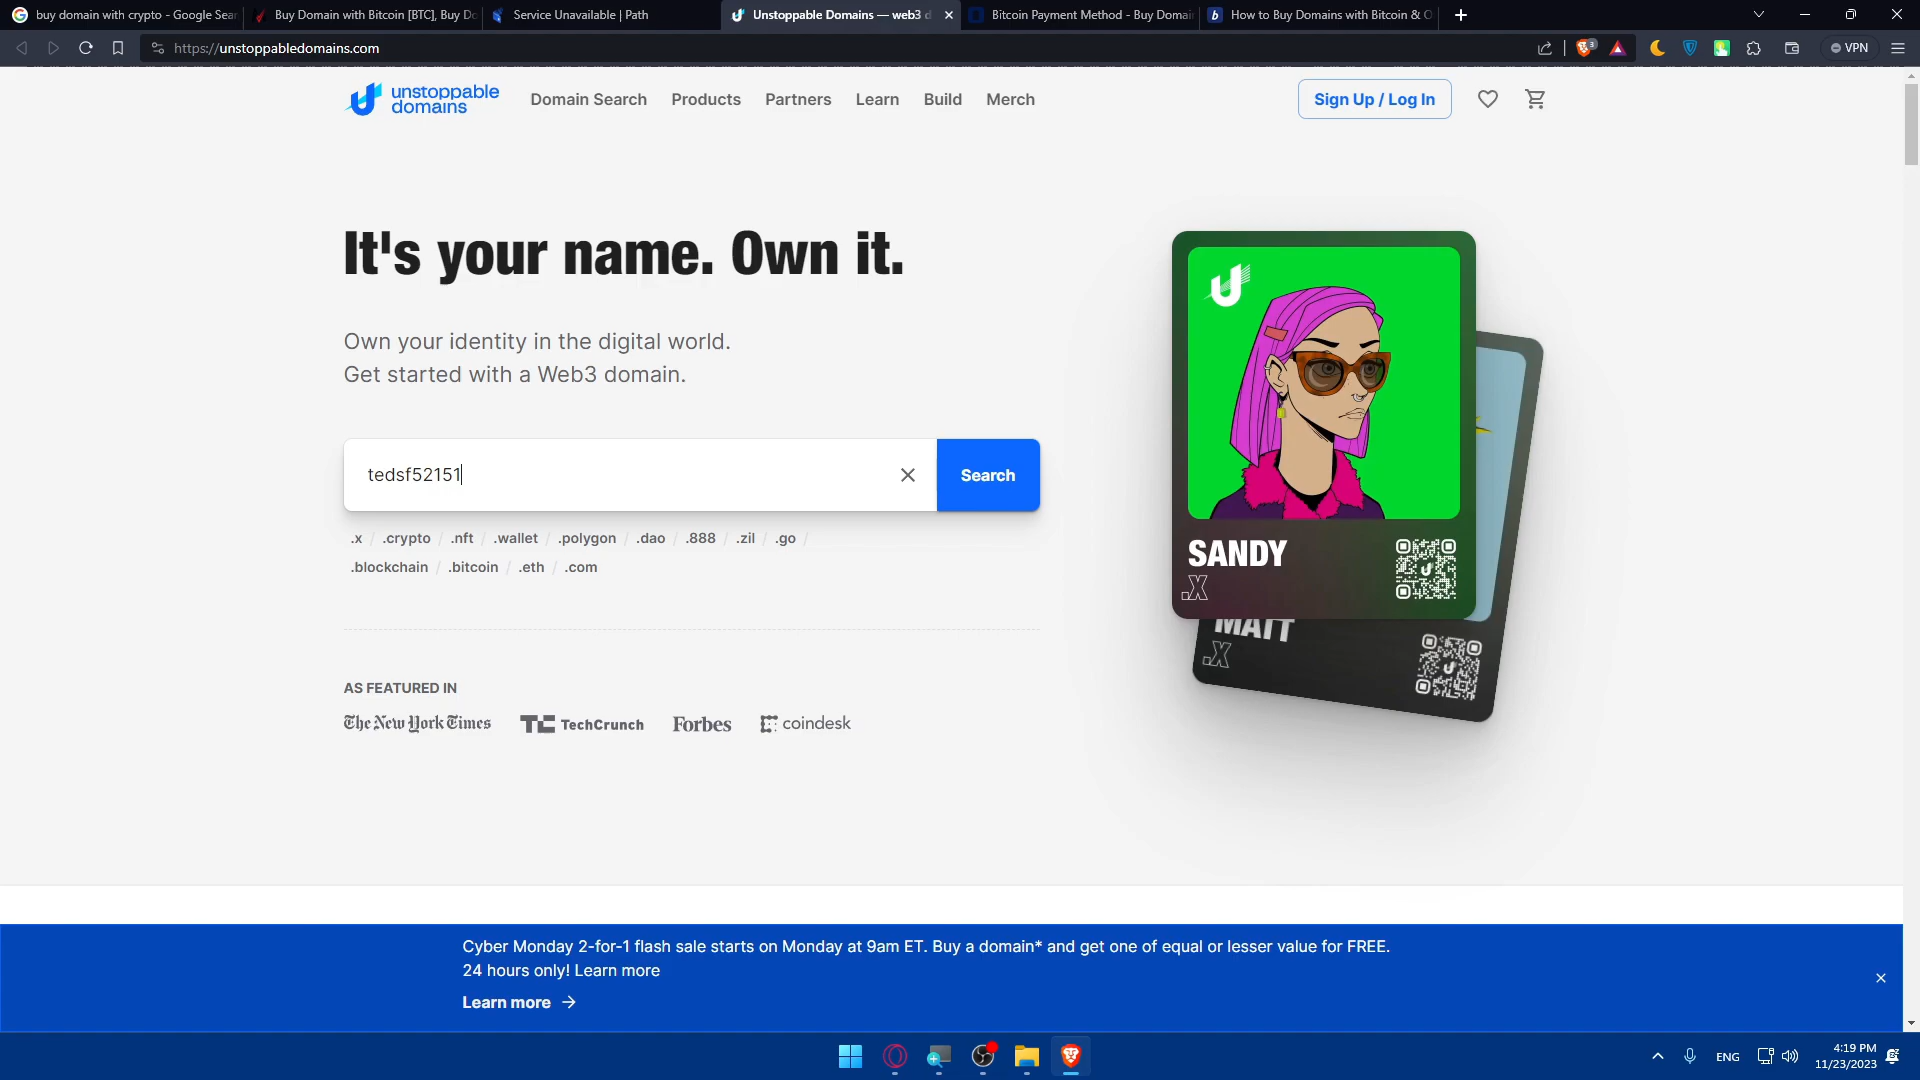 buy domain with crypto - Google Sear
Buy Domain with Bitcoin [BTC], Buy Do
Service Unavailable | Path
Unstoppable Domains — web3 d
Bitcoin Payment Method - Buy Domai
How to Buy Domains with Bitcoin & O
https://unstoppabledomains.com
3
VPN
unstoppable
domains
Domain Search
Products
Partners
Learn
Build
Merch
Sign Up / Log In
It's your name. Own it.
Own your identity in the digital world.
Get started with a Web3 domain.
tedsf52151
Search
.x / .crypto / .nft / .wallet / .polygon / .dao / .888 / .zil / .go /
.blockchain / .bitcoin / .eth / .com
SANDY
.X
MATT
.X
AS FEATURED IN
The New York Times
TechCrunch
Forbes
coindesk
Cyber Monday 2-for-1 flash sale starts on Monday at 9am ET. Buy a domain* and get one of equal or lesser value for FREE.
24 hours only! Learn more
Learn more →
ENG
4:19 PM
11/23/2023